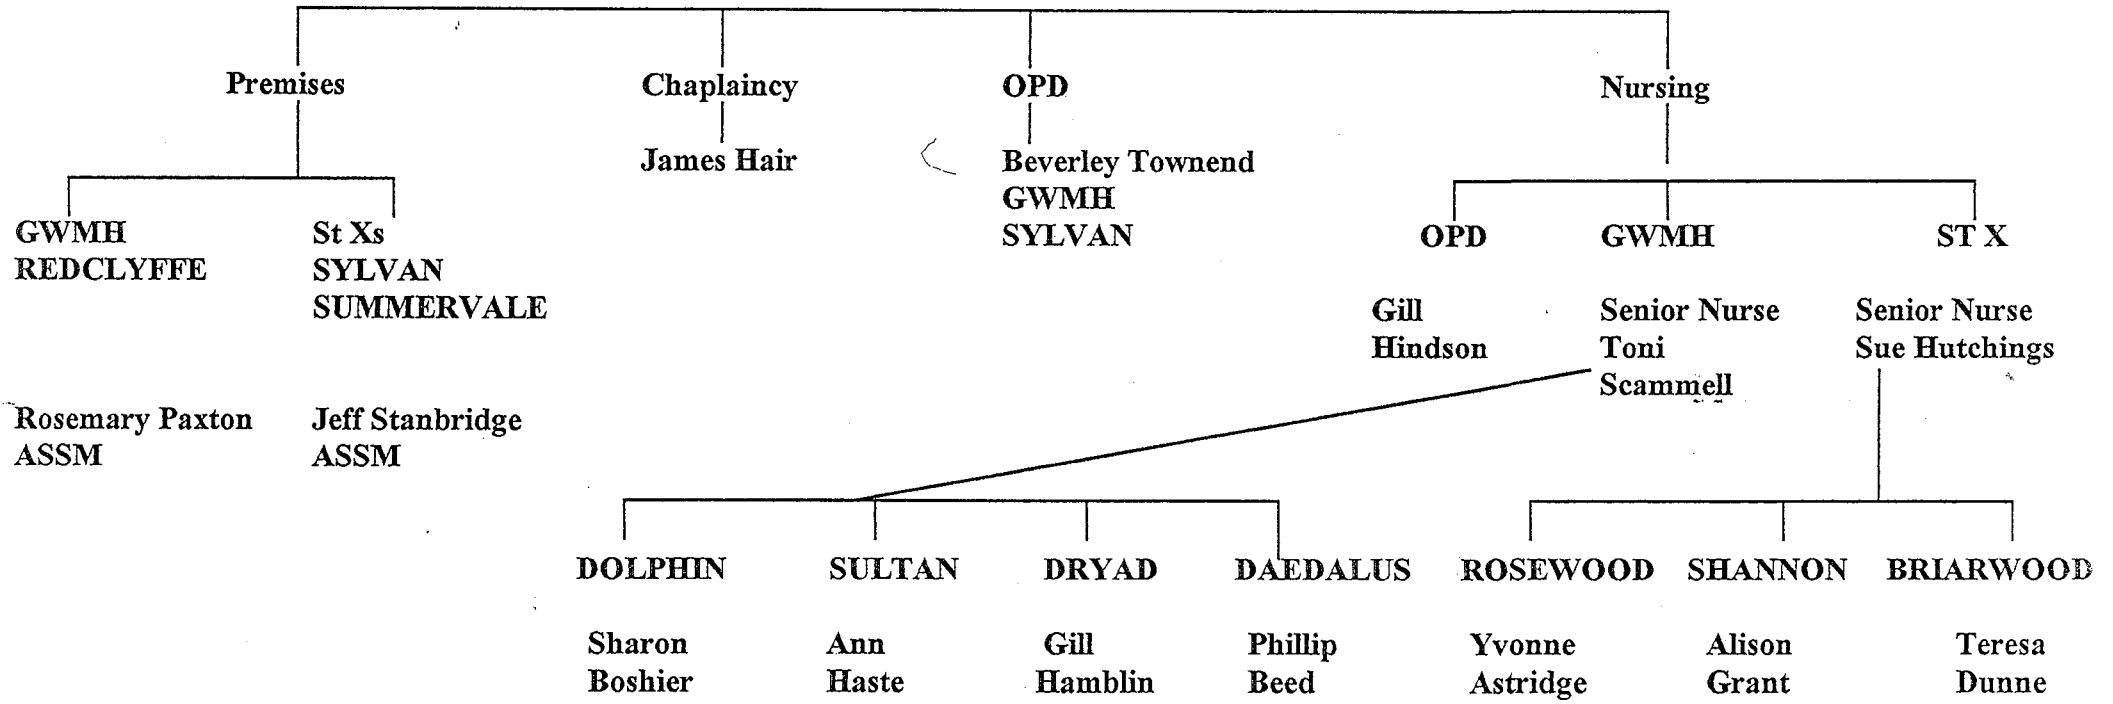 Premises
Chaplaincy
OPD
Nursing
James Hair
Beverley Townend
GWMH
SYLVAN
GWMH
REDCLYFFE
St Xs
SYLVAN
SUMMERVALE
OPD
GWMH
ST X
Gill
Hindson
Senior Nurse
Toni
Scammell
Senior Nurse
Sue Hutchings
Rosemary Paxton
ASSM
Jeff Stanbridge
ASSM
DOLPHIN
SULTAN
DRYAD
DAEDALUS
ROSEWOOD
SHANNON
BRIARWOOD
Sharon
Boshier
Ann
Haste
Gill
Hamblin
Phillip
Beed
Yvonne
Astridge
Alison
Grant
Teresa
Dunne